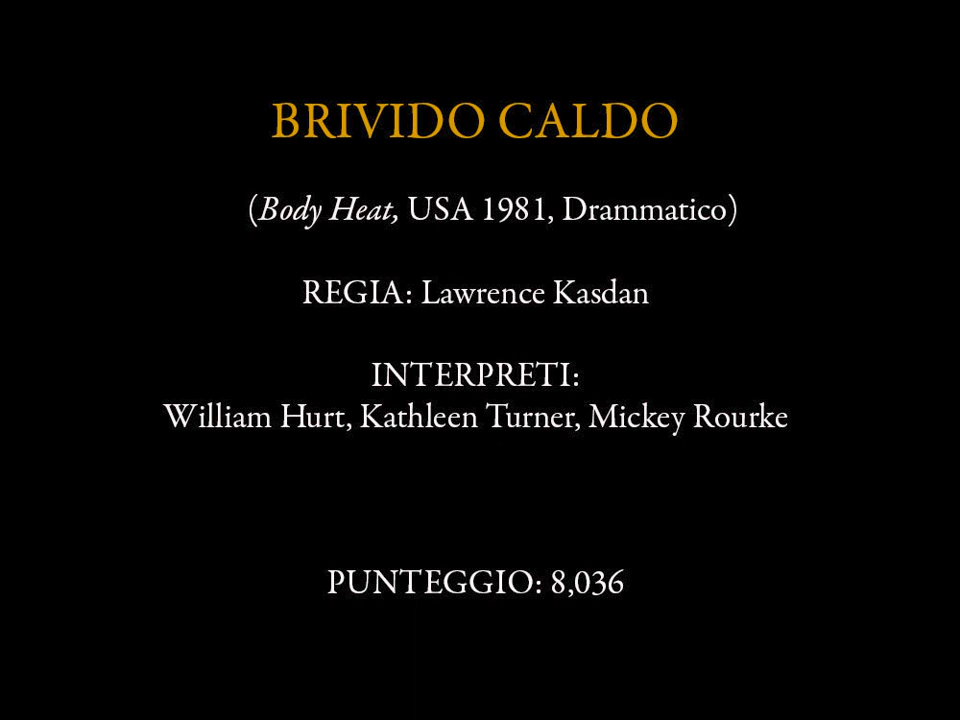 BRIVIDO CALDO
(Body Heat, USA 1981, Drammatico)
REGIA: Lawrence Kasdan
INTERPRETI:
William Hurt, Kathleen Turner, Mickey Rourke
PUNTEGGIO: 8,036